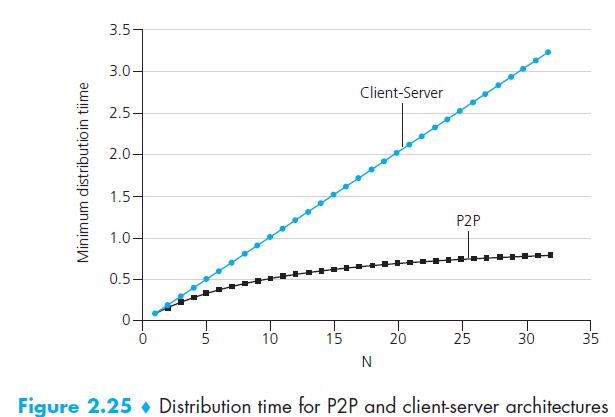 3.5
3.0
Client-Server
2.5
2.0
Minimum distributioin tiime
1.5
P2P
1.0
0.5
0
0 5 10 15 20 25 30 35
N
Figure 2.25 ♦ Distribution time for P2P and client-server architectures